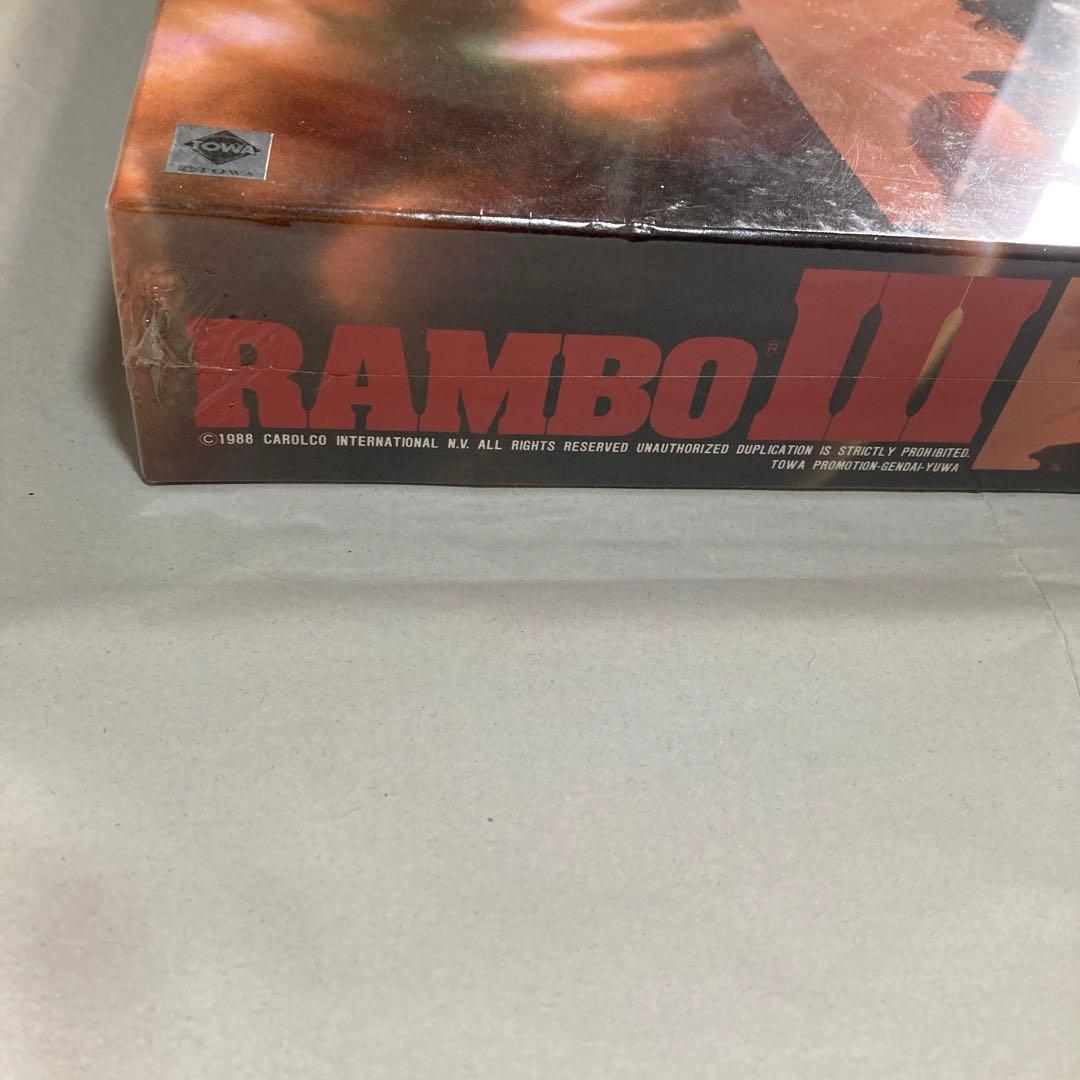 TOWA
©TOWA
RAMBO® III
©1988 CAROLCO INTERNATIONAL N.V. ALL RIGHTS RESERVED UNAUTHORIZED DUPLICATION IS STRICTLY PROHIBITED.
TOWA PROMOTION-GENDAI-YUWA